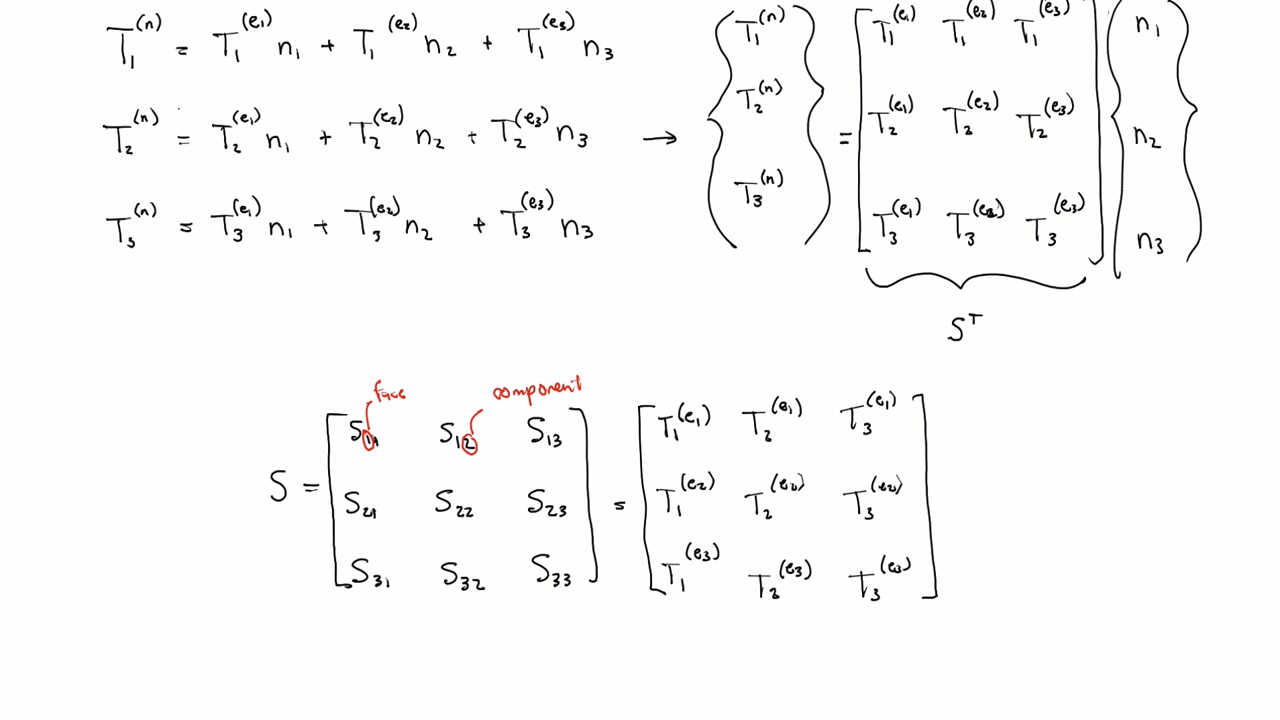 T₁⁽ⁿ⁾ = T₁⁽ᵉ¹⁾ n₁ + T₁⁽ᵉ²⁾ n₂ + T₁⁽ᵉ³⁾ n₃
T₂⁽ⁿ⁾ = T₂⁽ᵉ¹⁾ n₁ + T₂⁽ᵉ²⁾ n₂ + T₂⁽ᵉ³⁾ n₃ →
T₃⁽ⁿ⁾ = T₃⁽ᵉ¹⁾ n₁ + T₃⁽ᵉ²⁾ n₂ + T₃⁽ᵉ³⁾ n₃
{ T₁⁽ⁿ⁾ } [ T₁⁽ᵉ¹⁾ T₁⁽ᵉ²⁾ T₁⁽ᵉ³⁾ ] { n₁ }
{ T₂⁽ⁿ⁾ } = [ T₂⁽ᵉ¹⁾ T₂⁽ᵉ²⁾ T₂⁽ᵉ³⁾ ] { n₂ }
{ T₃⁽ⁿ⁾ } [ T₃⁽ᵉ¹⁾ T₃⁽ᵉ²⁾ T₃⁽ᵉ³⁾ ] { n₃ }
Sᵀ
face component
[ S₁₁ S₁₂ S₁₃ ] [ T₁⁽ᵉ¹⁾ T₂⁽ᵉ¹⁾ T₃⁽ᵉ¹⁾ ]
S = [ S₂₁ S₂₂ S₂₃ ] = [ T₁⁽ᵉ²⁾ T₂⁽ᵉ²⁾ T₃⁽ᵉ²⁾ ]
[ S₃₁ S₃₂ S₃₃ ] [ T₁⁽ᵉ³⁾ T₂⁽ᵉ³⁾ T₃⁽ᵉ³⁾ ]